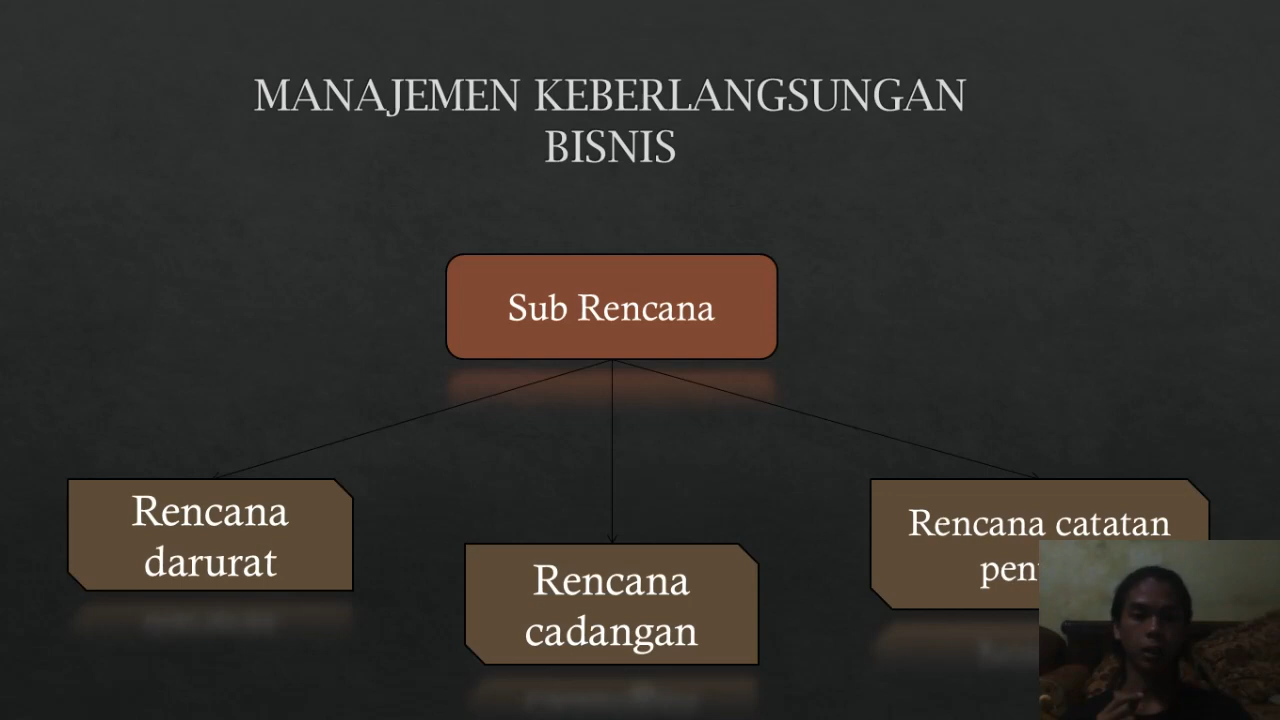 MANAJEMEN KEBERLANGSUNGAN
BISNIS
Sub Rencana
Rencana
darurat
Rencana
cadangan
Rencana catatan